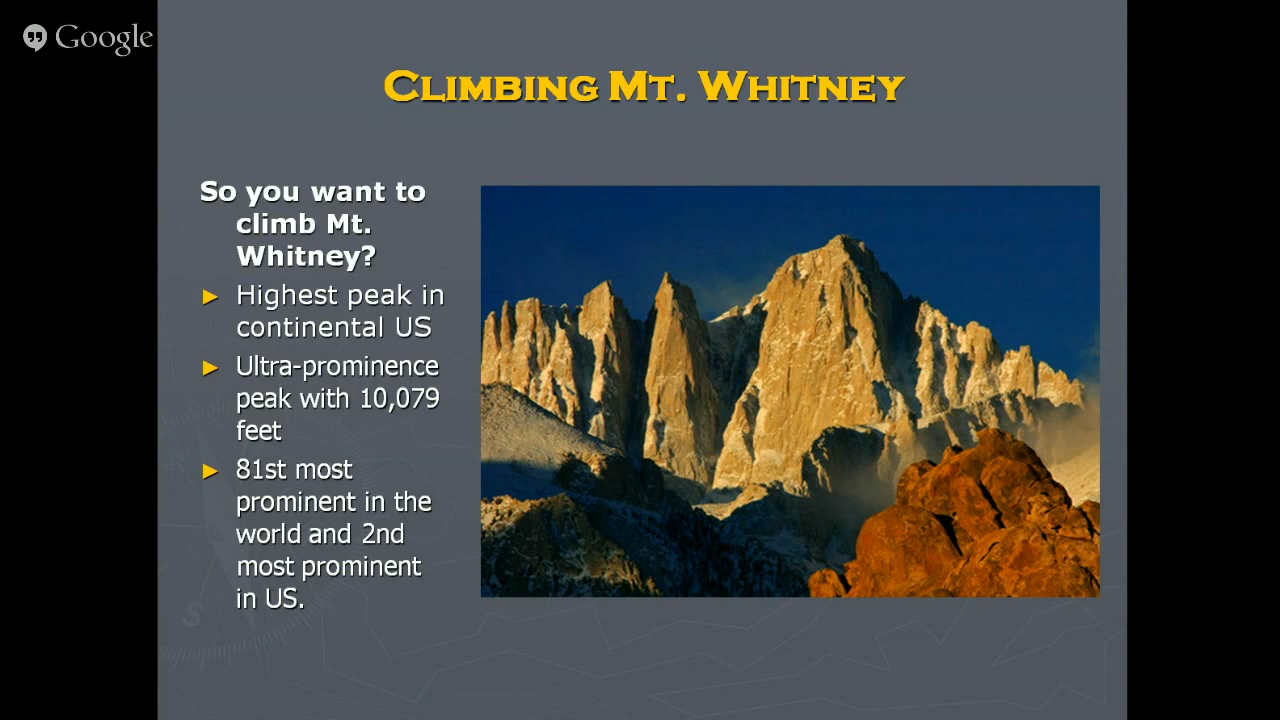 Google
Climbing Mt. Whitney
So you want to
climb Mt.
Whitney?
► Highest peak in
continental US
► Ultra-prominence
peak with 10,079
feet
► 81st most
prominent in the
world and 2nd
most prominent
in US.